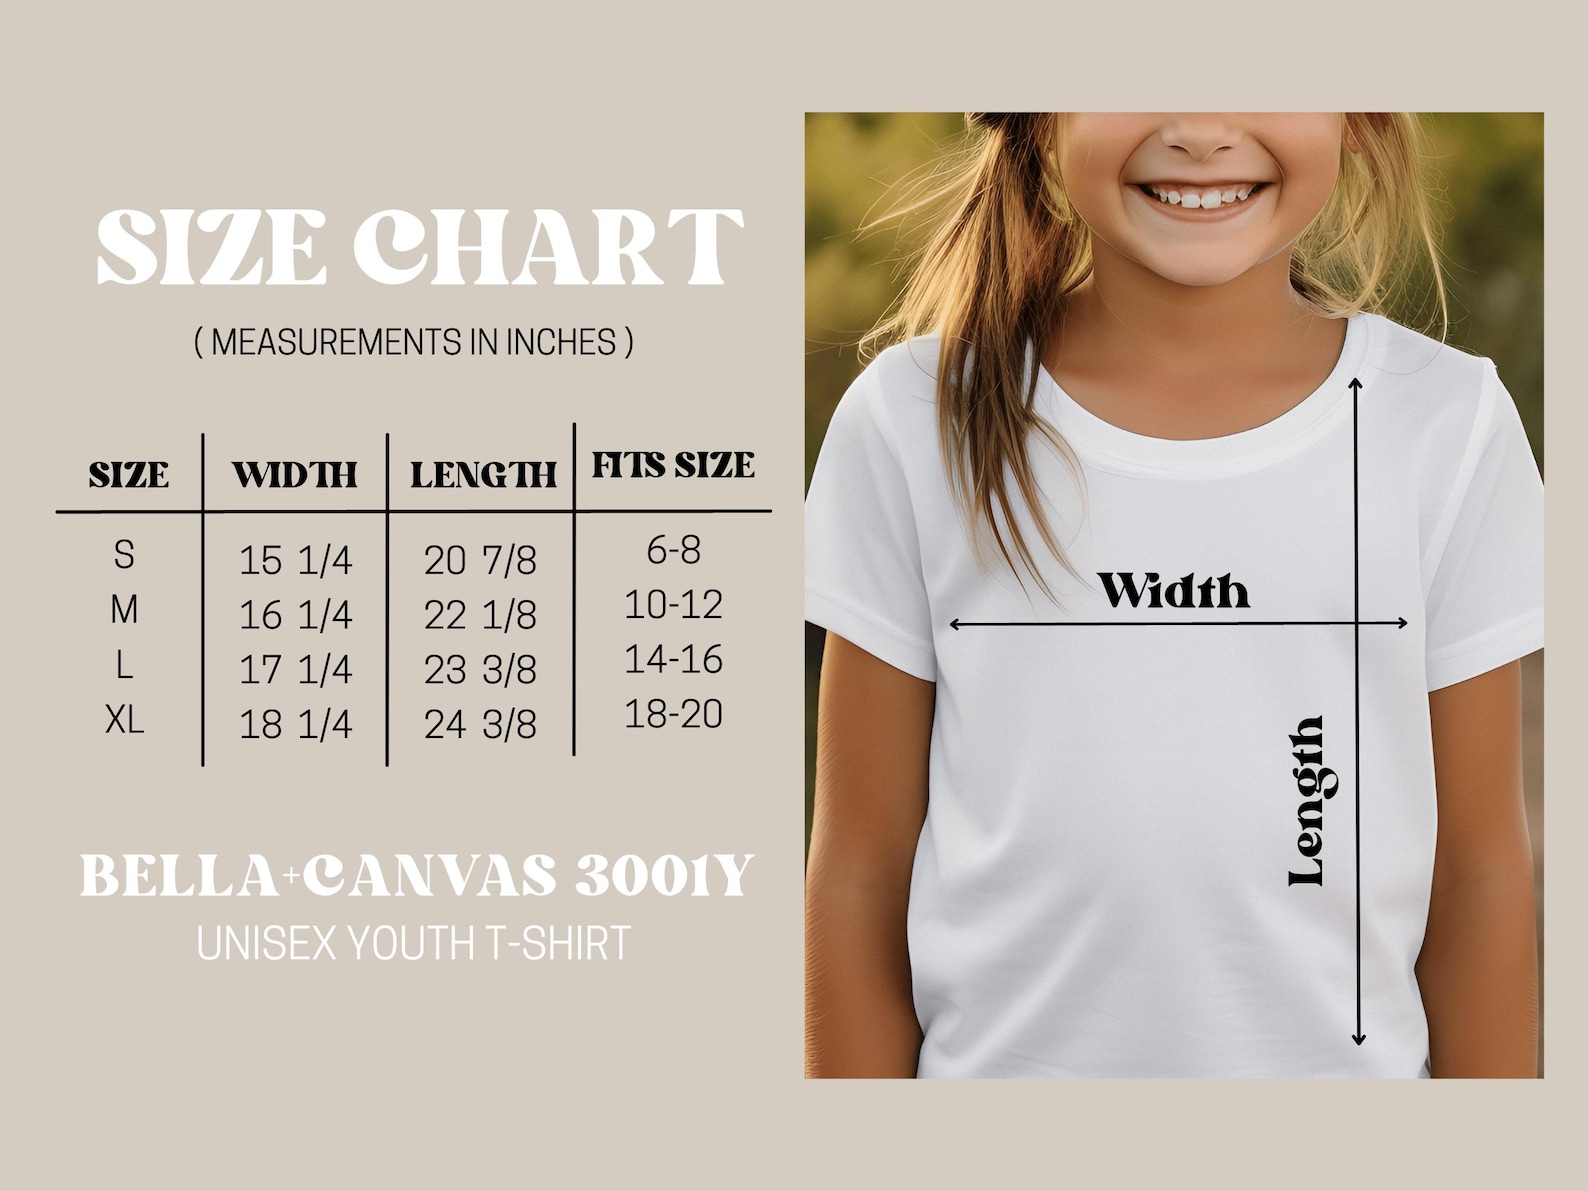 SIZE CHART
( MEASUREMENTS IN INCHES )
SIZE WIDTH LENGTH FITS SIZE
S 15 1/4 20 7/8 6-8
M 16 1/4 22 1/8 10-12
L 17 1/4 23 3/8 14-16
XL 18 1/4 24 3/8 18-20
BELLA+CANVAS 3001Y
UNISEX YOUTH T-SHIRT
Width
Length